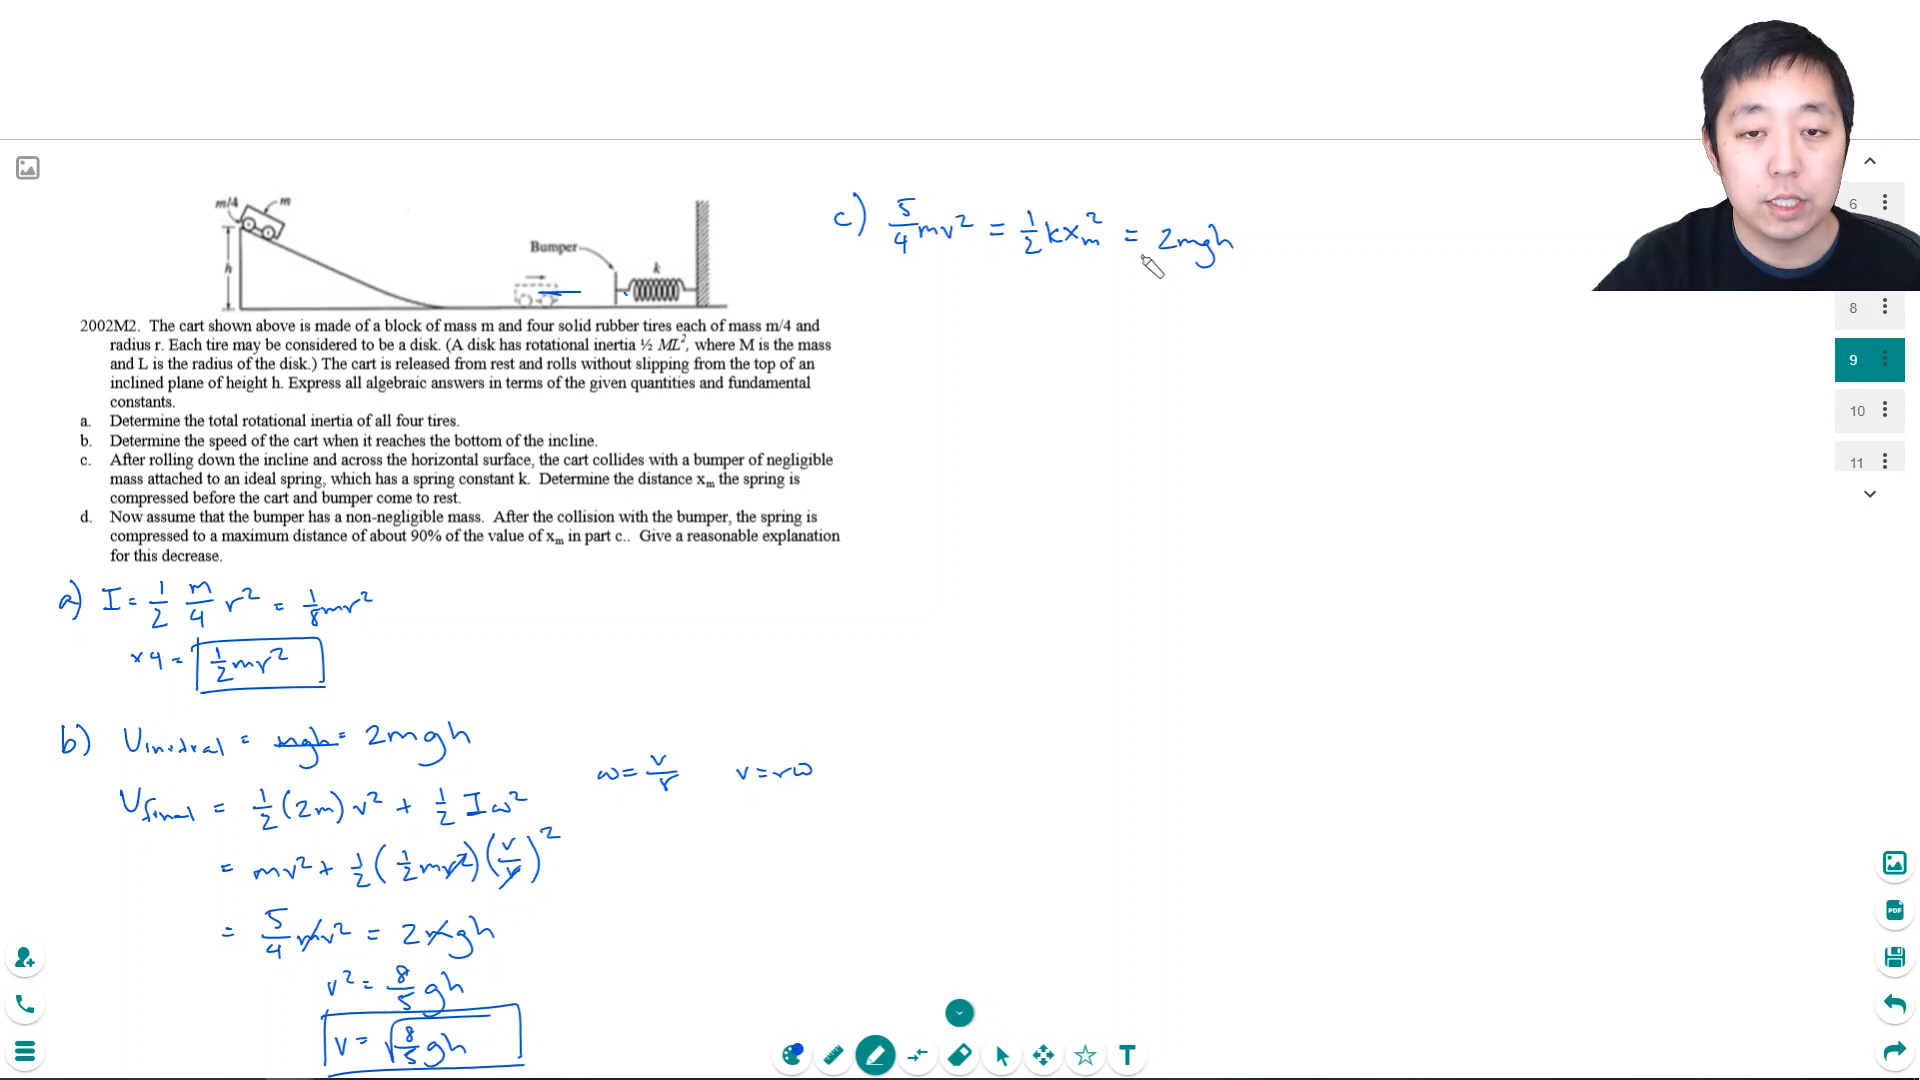 m/4
m
h
Bumper
k
2002M2. The cart shown above is made of a block of mass m and four solid rubber tires each of mass m/4 and
radius r. Each tire may be considered to be a disk. (A disk has rotational inertia ½ ML², where M is the mass
and L is the radius of the disk.) The cart is released from rest and rolls without slipping from the top of an
inclined plane of height h. Express all algebraic answers in terms of the given quantities and fundamental
constants.
a. Determine the total rotational inertia of all four tires.
b. Determine the speed of the cart when it reaches the bottom of the incline.
c. After rolling down the incline and across the horizontal surface, the cart collides with a bumper of negligible
mass attached to an ideal spring, which has a spring constant k. Determine the distance xₘ the spring is
compressed before the cart and bumper come to rest.
d. Now assume that the bumper has a non-negligible mass. After the collision with the bumper, the spring is
compressed to a maximum distance of about 90% of the value of xₘ in part c.. Give a reasonable explanation
for this decrease.
a) I = 1/2 m/4 r² = 1/8 mr²
×4 = 1/2 mr²
b) Uinitial = mgh = 2mgh
Ufinal = 1/2 (2m) v² + 1/2 Iω²
ω = v/r v = rω
= mv² + 1/2 (1/2 mr²)(v/r)²
= 5/4 mv² = 2mgh
v² = 8/5 gh
v = √8/5 gh
c) 5/4 mv² = 1/2 kxₘ² = 2mgh
6
8
9
10
11
PDF
T